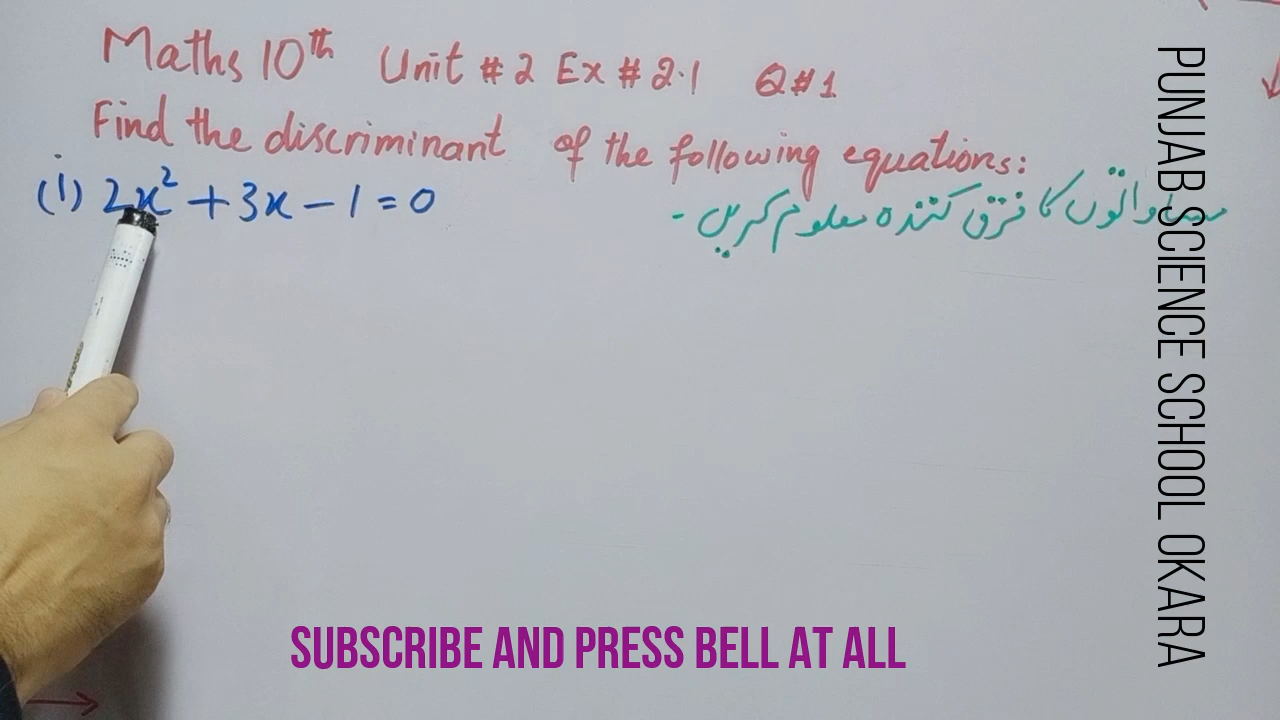 Maths 10th Unit # 2 Ex # 2.1 Q#1
Find the discriminant of the following equations:
(i) 2x² + 3x - 1 = 0
مساواتوں کا فرق کنندہ معلوم کریں -
PUNJAB SCIENCE SCHOOL OKARA
SUBSCRIBE AND PRESS BELL AT ALL